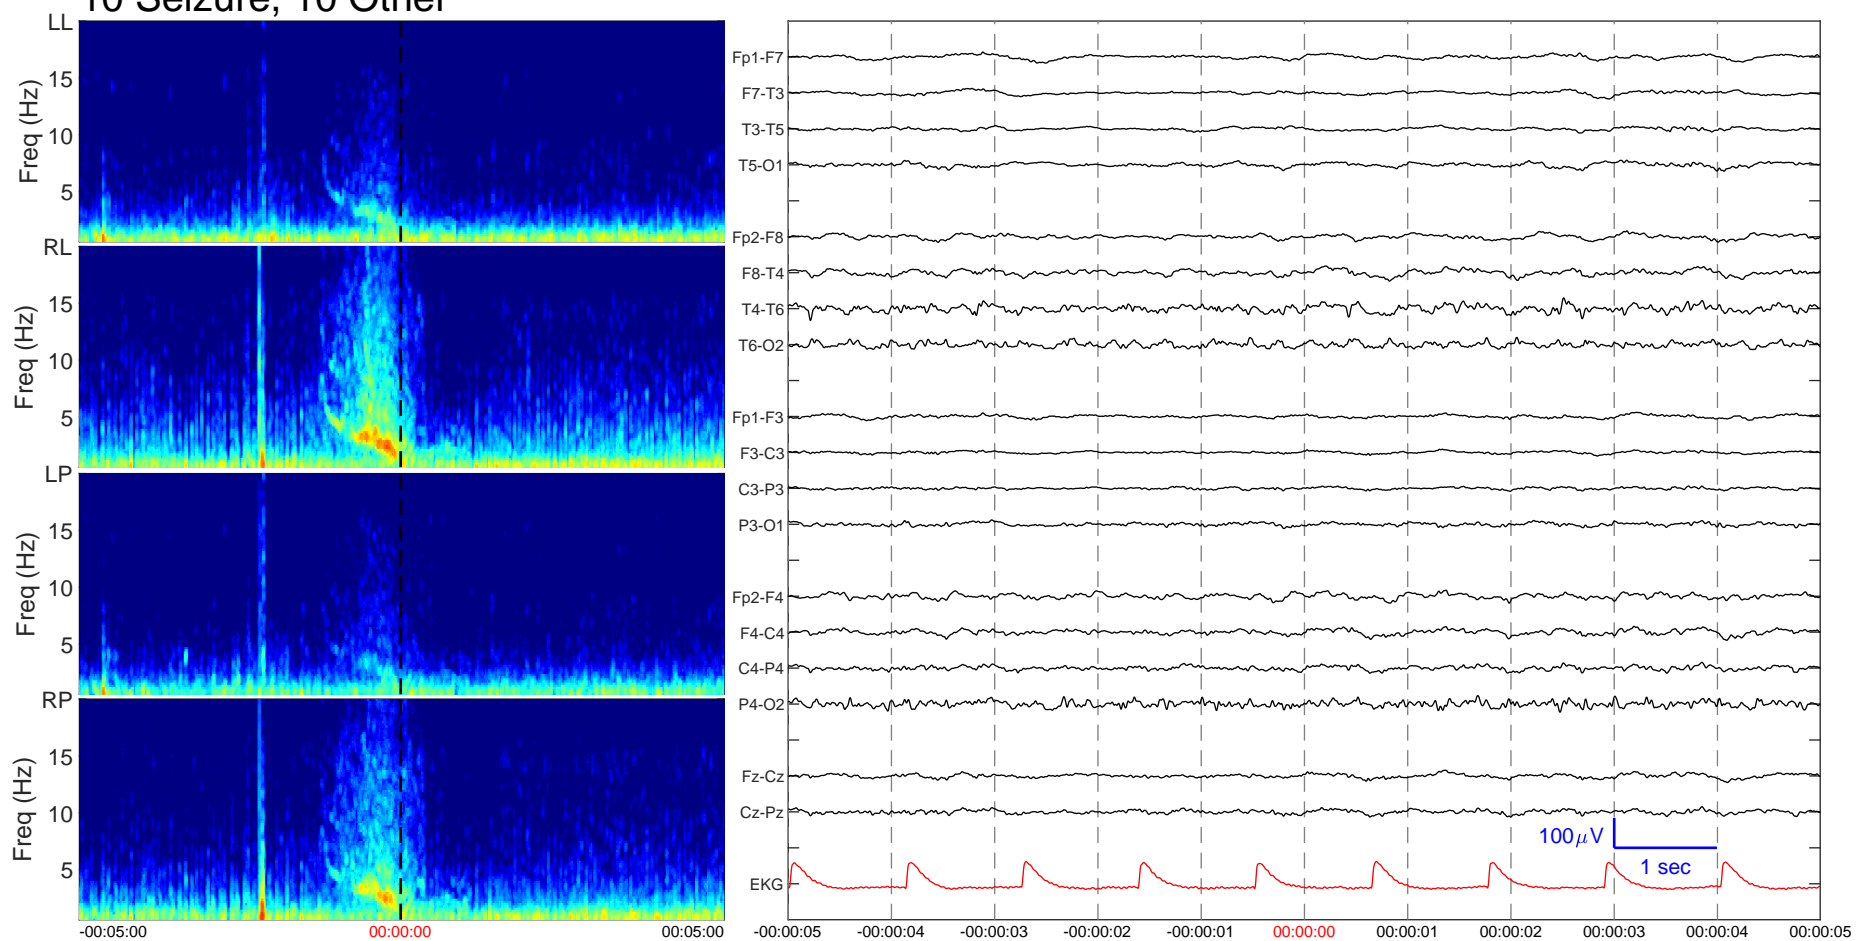 10 Seizure, 10 Other
LL
Freq (Hz)
15
10
5
RL
Freq (Hz)
15
10
5
LP
Freq (Hz)
15
10
5
RP
Freq (Hz)
15
10
5
-00:05:00
00:00:00
00:05:00
Fp1-F7
F7-T3
T3-T5
T5-O1
Fp2-F8
F8-T4
T4-T6
T6-O2
Fp1-F3
F3-C3
C3-P3
P3-O1
Fp2-F4
F4-C4
C4-P4
P4-O2
Fz-Cz
Cz-Pz
EKG
100μV
1 sec
-00:00:05
-00:00:04
-00:00:03
-00:00:02
-00:00:01
00:00:00
00:00:01
00:00:02
00:00:03
00:00:04
00:00:05